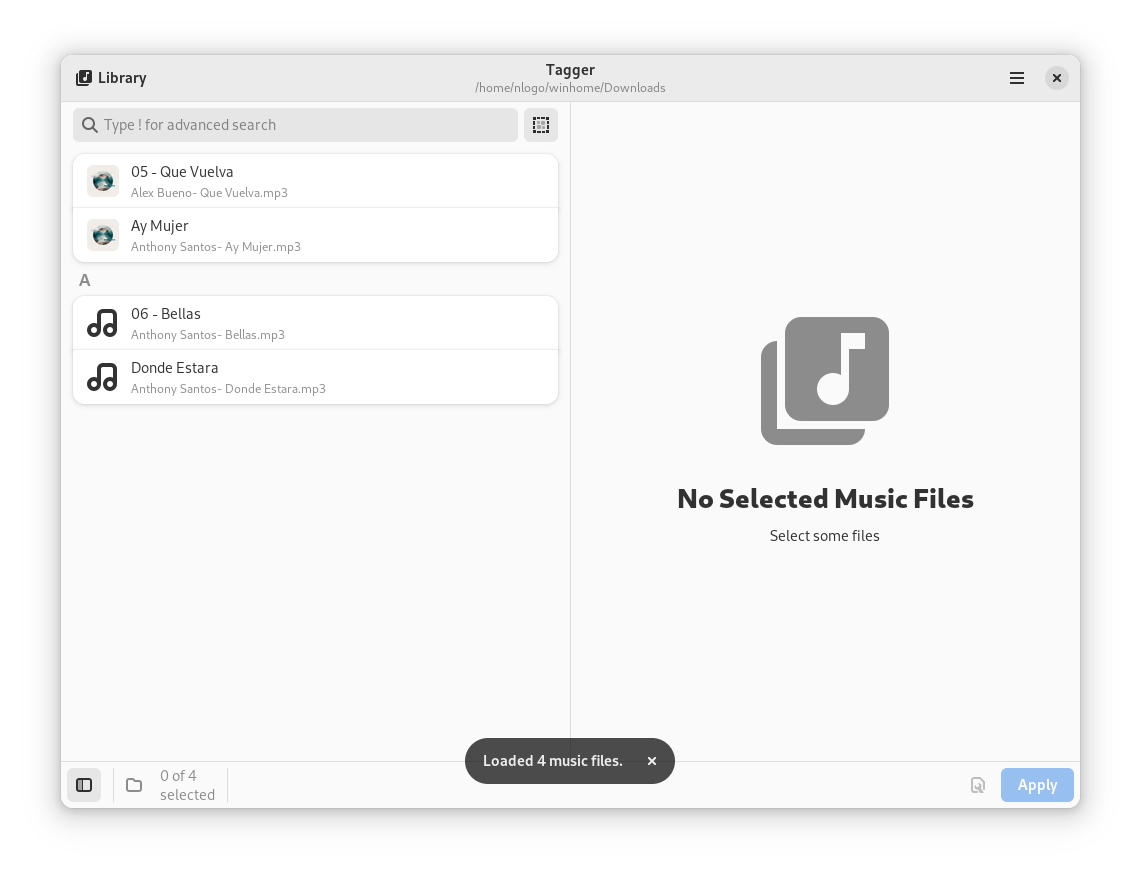 Library
Tagger
/home/nlogo/winhome/Downloads
Type ! for advanced search
05 - Que Vuelva
Alex Bueno- Que Vuelva.mp3
Ay Mujer
Anthony Santos- Ay Mujer.mp3
A
06 - Bellas
Anthony Santos- Bellas.mp3
Donde Estara
Anthony Santos- Donde Estara.mp3
No Selected Music Files
Select some files
Loaded 4 music files.
0 of 4
selected
Apply